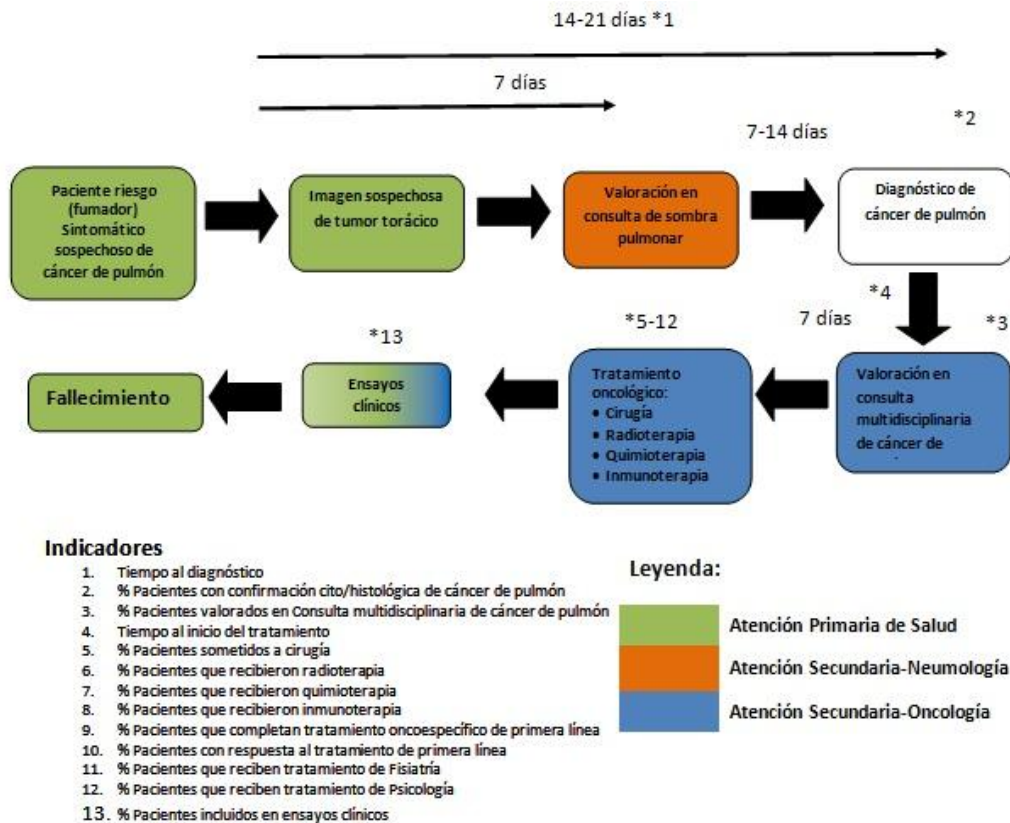 14-21 días *1
7 días
7-14 días
*2
Paciente riesgo
(fumador)
Sintomático
sospechoso de
cáncer de pulmón
Imagen sospechosa
de tumor torácico
Valoración en
consulta de sombra
pulmonar
Diagnóstico de
cáncer de pulmón
*4
7 días
*3
*5-12
*13
Valoración en
consulta
multidisciplinaria
de cáncer de
Tratamiento
oncológico:
• Cirugía
• Radioterapia
• Quimioterapia
• Inmunoterapia
Ensayos
clínicos
Fallecimiento
Indicadores
1. Tiempo al diagnóstico
2. % Pacientes con confirmación cito/histológica de cáncer de pulmón
3. % Pacientes valorados en Consulta multidisciplinaria de cáncer de pulmón
4. Tiempo al inicio del tratamiento
5. % Pacientes sometidos a cirugía
6. % Pacientes que recibieron radioterapia
7. % Pacientes que recibieron quimioterapia
8. % Pacientes que recibieron inmunoterapia
9. % Pacientes que completan tratamiento oncoespecífico de primera línea
10. % Pacientes con respuesta al tratamiento de primera línea
11. % Pacientes que reciben tratamiento de Fisiatría
12. % Pacientes que reciben tratamiento de Psicología
13. % Pacientes incluidos en ensayos clínicos
Leyenda:
Atención Primaria de Salud
Atención Secundaria-Neumología
Atención Secundaria-Oncología